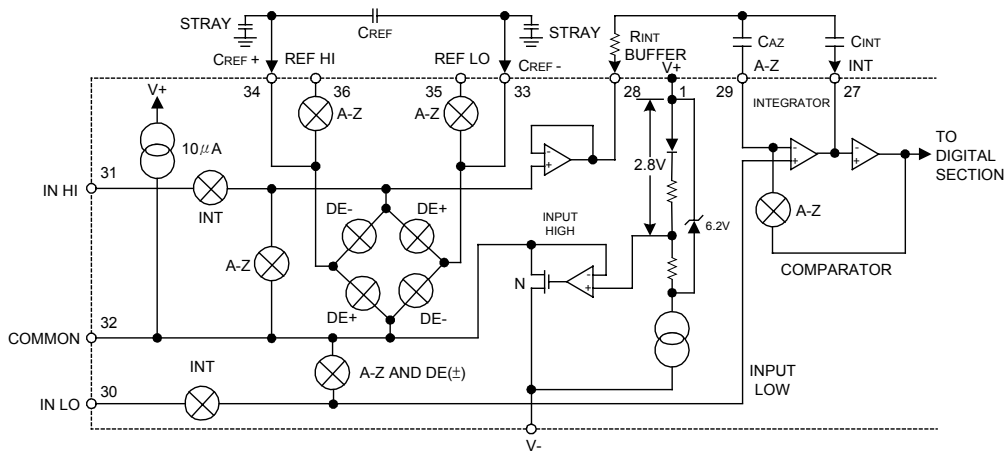 STRAY
CREF
STRAY
RINT
BUFFER
CAZ
CINT
CREF +
REF HI
REF LO
CREF -
V+
A-Z
INT
34
36
35
33
28
1
29
27
INTEGRATOR
V+
A-Z
A-Z
10μA
2.8V
TO
DIGITAL
SECTION
31
IN HI
INT
DE-
DE+
INPUT
HIGH
6.2V
A-Z
A-Z
COMPARATOR
N
DE+
DE-
32
COMMON
INT
A-Z AND DE(±)
INPUT
LOW
30
IN LO
V-
-
+
-
+
-
+
-
+